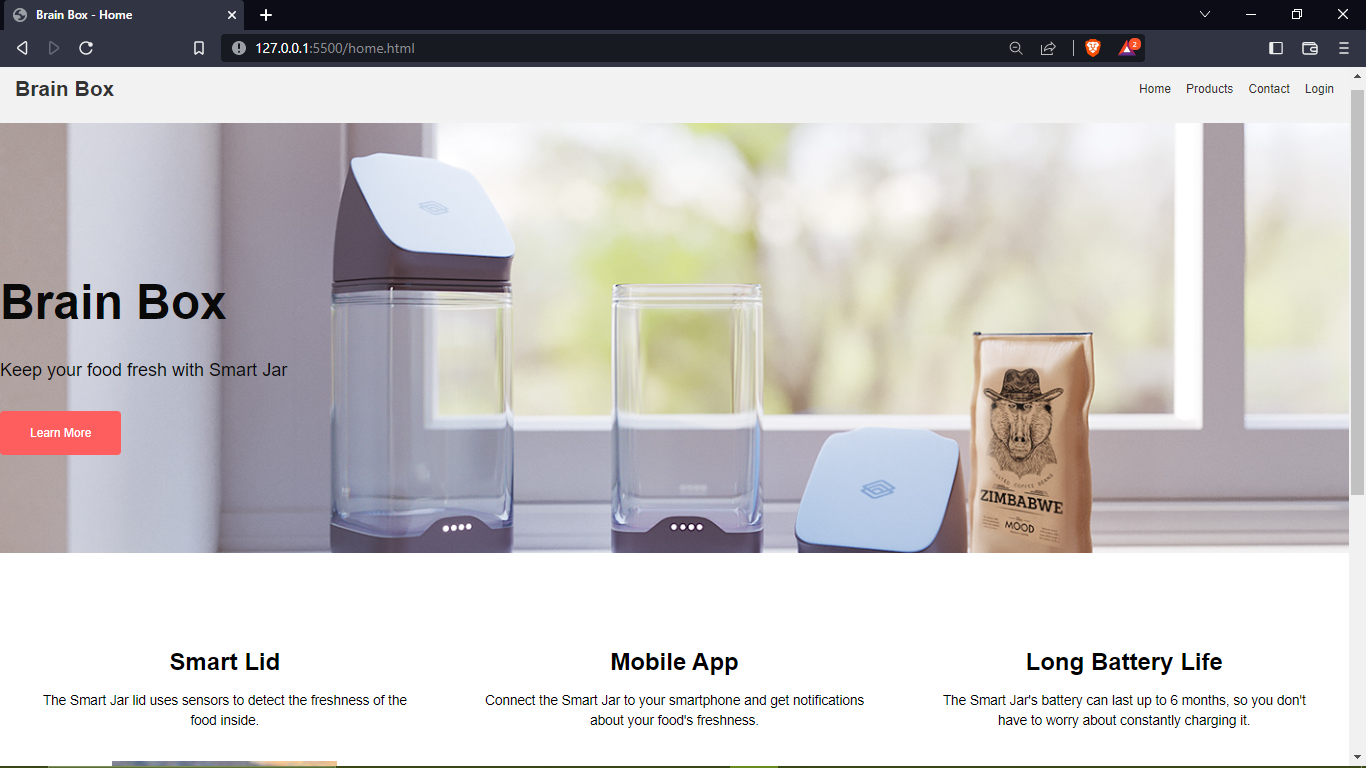 Brain Box - Home
127.0.0.1:5500/home.html
2
Brain Box
Home Products Contact Login
Brain Box
Keep your food fresh with Smart Jar
Learn More
COFFEE BEANS
ZIMBABWE
MOOD
Smart Lid
The Smart Jar lid uses sensors to detect the freshness of the
food inside.
Mobile App
Connect the Smart Jar to your smartphone and get notifications
about your food's freshness.
Long Battery Life
The Smart Jar's battery can last up to 6 months, so you don't
have to worry about constantly charging it.